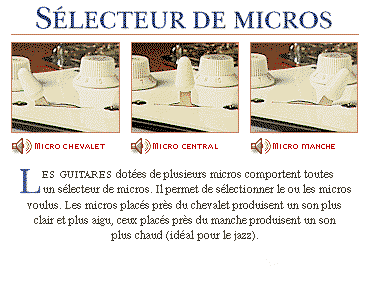 SÉLECTEUR DE MICROS
MICRO CHEVALET MICRO CENTRAL MICRO MANCHE
LES GUITARES dotées de plusieurs micros comportent toutes
un sélecteur de micros. Il permet de sélectionner le ou les micros
voulus. Les micros placés près du chevalet produisent un son plus
clair et plus aigu, ceux placés près du manche produisent un son
plus chaud (idéal pour le jazz).